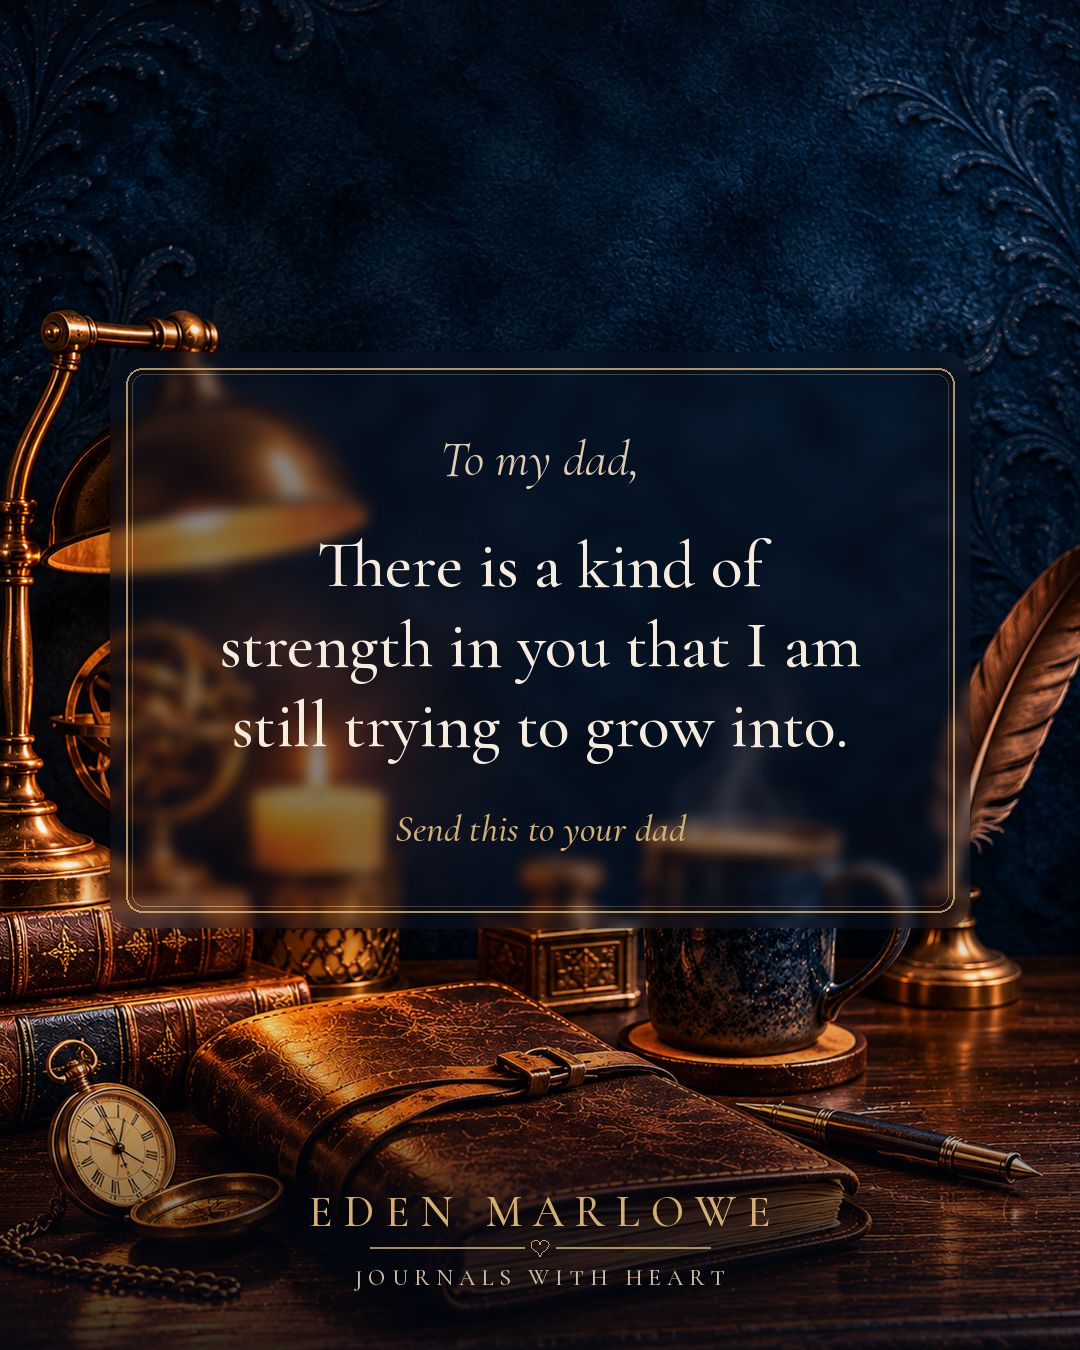 To my dad,
There is a kind of
strength in you that I am
still trying to grow into.
Send this to your dad
EDEN MARLOWE
JOURNALS WITH HEART